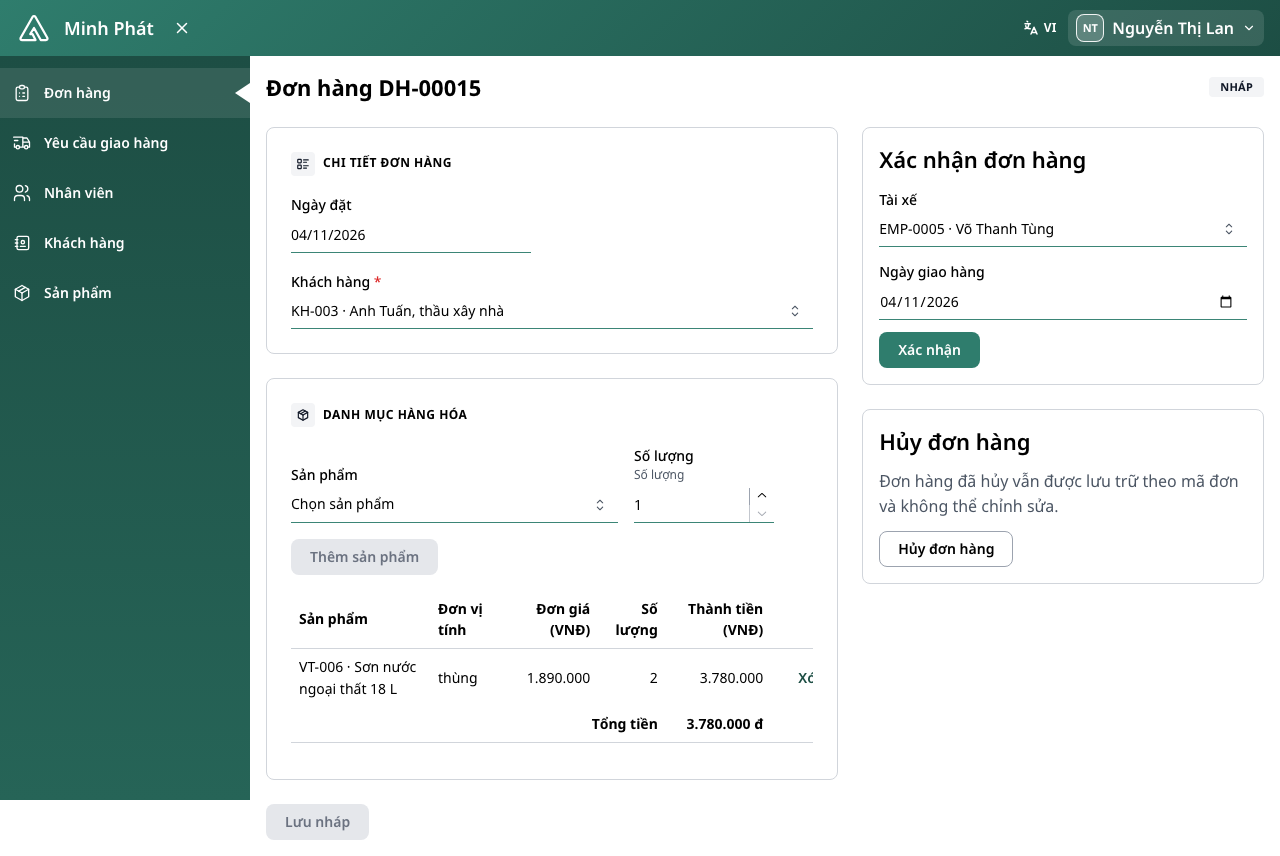 Minh Phát
VI
NT
Nguyễn Thị Lan
Đơn hàng
Yêu cầu giao hàng
Nhân viên
Khách hàng
Sản phẩm
Đơn hàng DH-00015
NHÁP
CHI TIẾT ĐƠN HÀNG
Ngày đặt
04/11/2026
Khách hàng *
KH-003 · Anh Tuấn, thầu xây nhà
DANH MỤC HÀNG HÓA
Sản phẩm
Chọn sản phẩm
Số lượng
Số lượng
1
Thêm sản phẩm
Sản phẩm
Đơn vị
tính
Đơn giá
(VNĐ)
Số
lượng
Thành tiền
(VNĐ)
VT-006 · Sơn nước
ngoại thất 18 L
thùng
1.890.000
2
3.780.000
Tổng tiền
3.780.000 đ
Lưu nháp
Xác nhận đơn hàng
Tài xế
EMP-0005 · Võ Thanh Tùng
Ngày giao hàng
04/11/2026
Xác nhận
Hủy đơn hàng
Đơn hàng đã hủy vẫn được lưu trữ theo mã đơn
và không thể chỉnh sửa.
Hủy đơn hàng